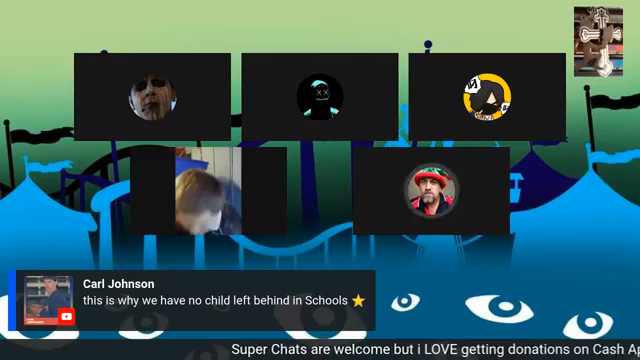 Carl Johnson
this is why we have no child left behind in Schools ⭐
Super Chats are welcome but i LOVE getting donations on Cash Ap